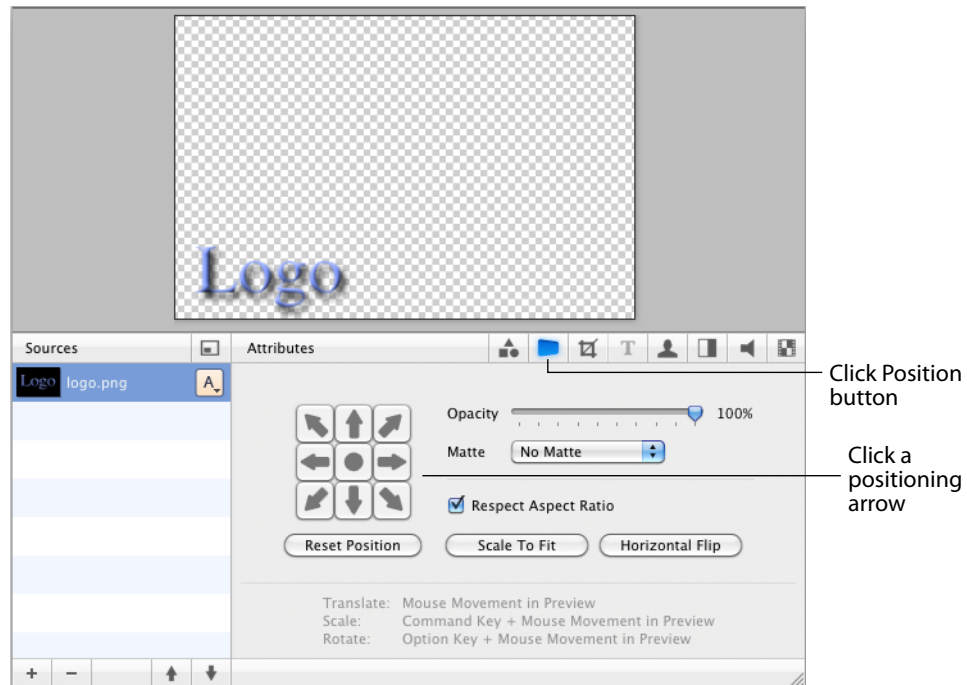 Logo
Sources
Attributes
T
Click Position
button
Logo logo.png A
Opacity 100%
Matte No Matte
Click a
positioning
arrow
Respect Aspect Ratio
Reset Position Scale To Fit Horizontal Flip
Translate: Mouse Movement in Preview
Scale: Command Key + Mouse Movement in Preview
Rotate: Option Key + Mouse Movement in Preview
+ −